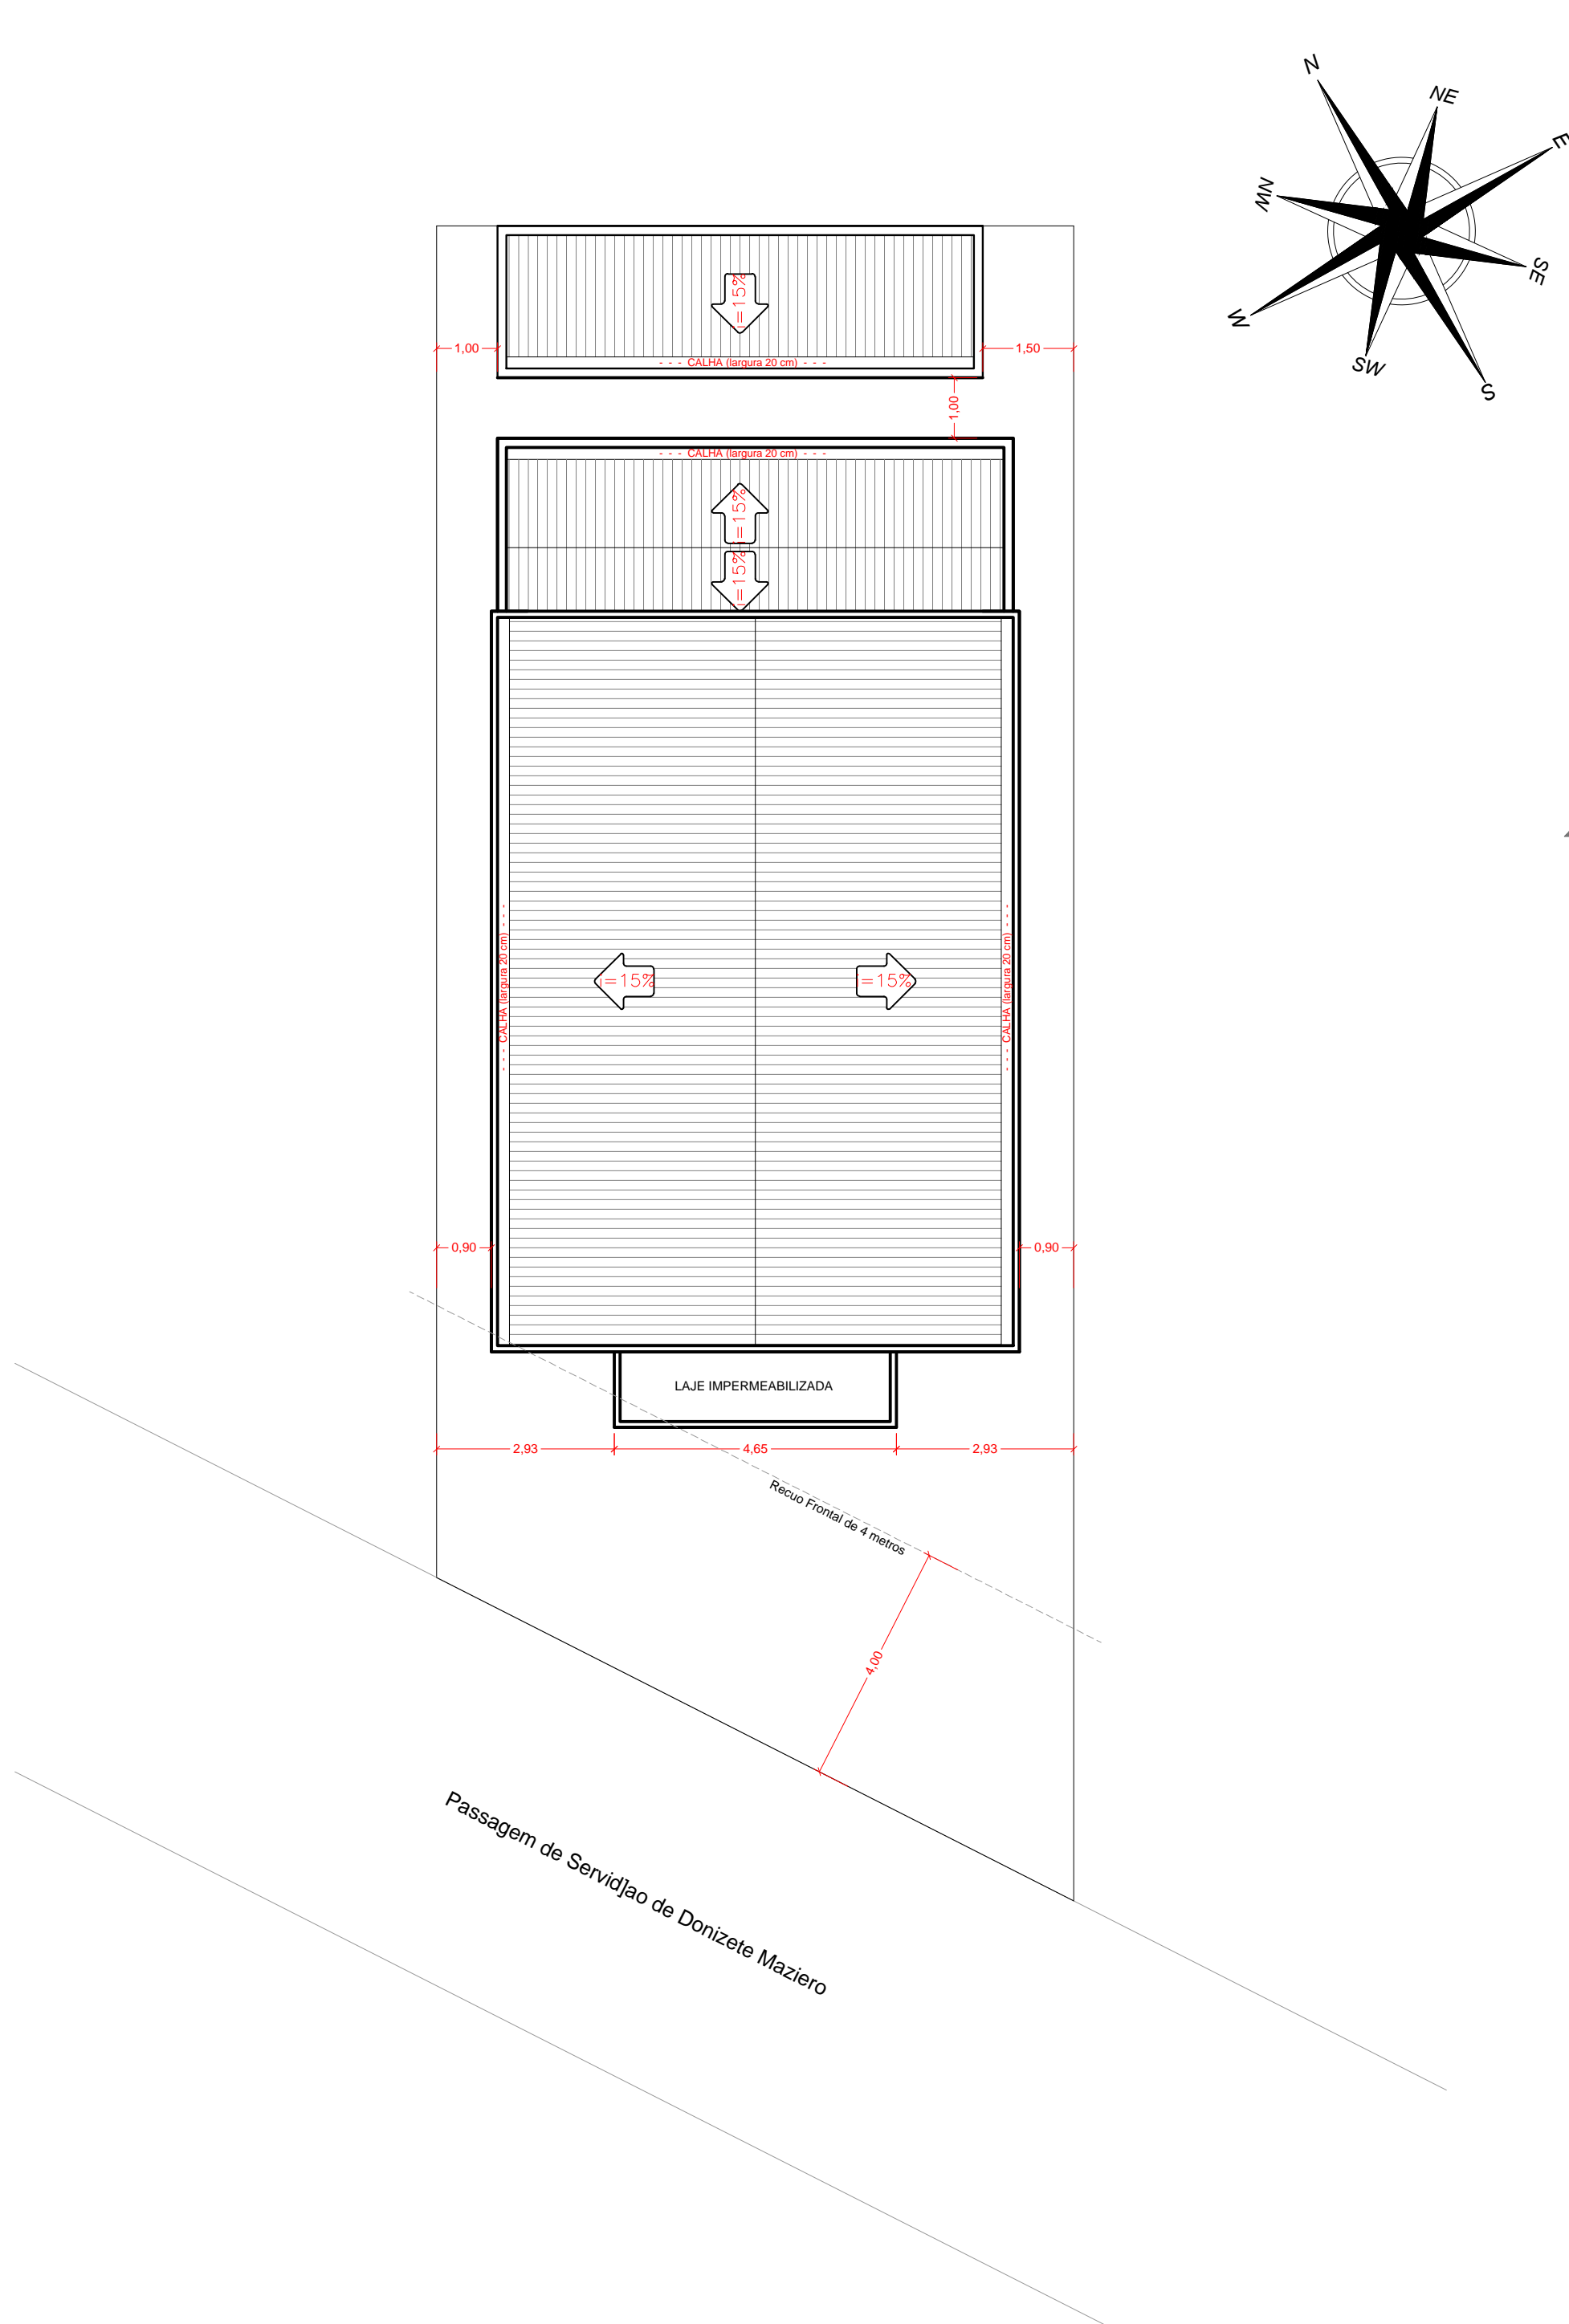 N
NE
E
NW
SE
W
SW
S
i=15%
1,00
1,50
- - - CALHA (largura 20 cm) - - -
1,00
- - - CALHA (largura 20 cm) - - -
i=15%
i=15%
- - - CALHA (largura 20 cm) - - -
i=15%
i=15%
- - - CALHA (largura 20 cm) - - -
0,90
0,90
LAJE IMPERMEABILIZADA
2,93
4,65
2,93
Recuo Frontal de 4 metros
4,00
Passagem de Servid]ao de Donizete Maziero